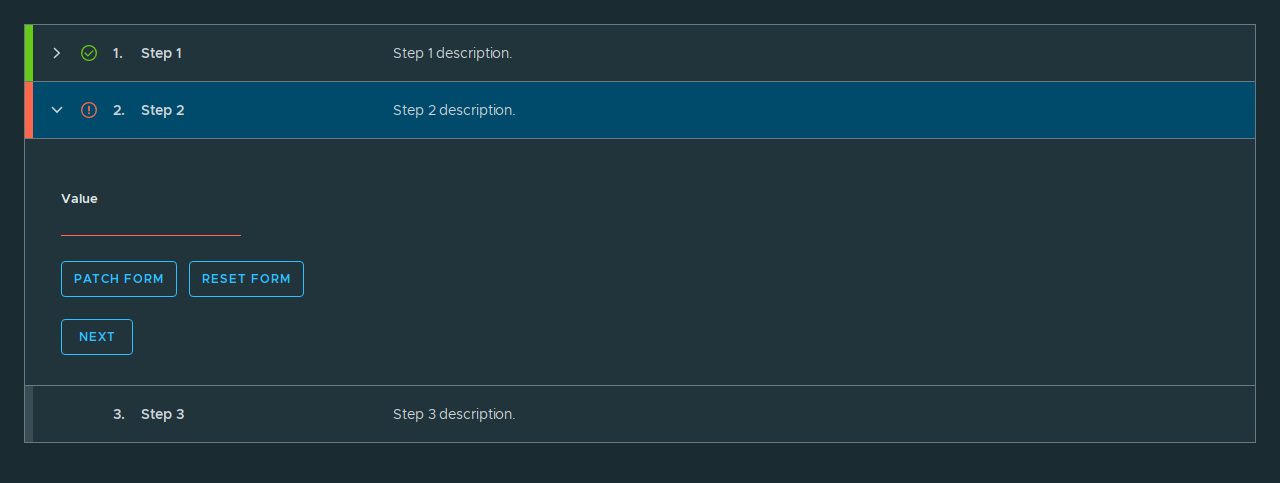 1. Step 1 Step 1 description.
2. Step 2 Step 2 description.
Value
PATCH FORM RESET FORM
NEXT
3. Step 3 Step 3 description.